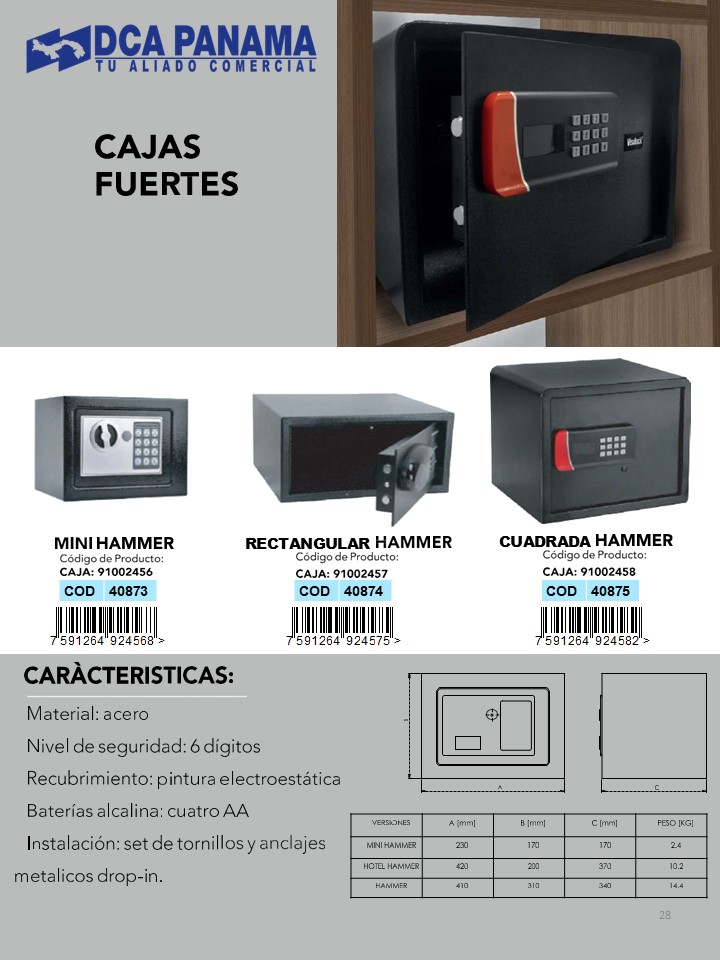 DCA PANAMA
TU ALIADO COMERCIAL
CAJAS
FUERTES
MINI HAMMER
Código de Producto:
CAJA: 91002456
COD 40873
7 591264 924568 >
RECTANGULAR HAMMER
Código de Producto:
CAJA: 91002457
COD 40874
7 591264 924575 >
CUADRADA HAMMER
Código de Producto:
CAJA: 91002458
COD 40875
7 591264 924582 >
CARÀCTERISTICAS:
Material: acero
Nivel de seguridad: 6 dígitos
Recubrimiento: pintura electroestática
Baterías alcalina: cuatro AA
Instalación: set de tornillos y anclajes
metalicos drop-in.
A
C
VERSIONES A [mm] B [mm] C [mm] PESO [KG]
MINI HAMMER 230 170 170 2.4
HOTEL HAMMER 420 200 370 10.2
HAMMER 410 310 340 14.4
28